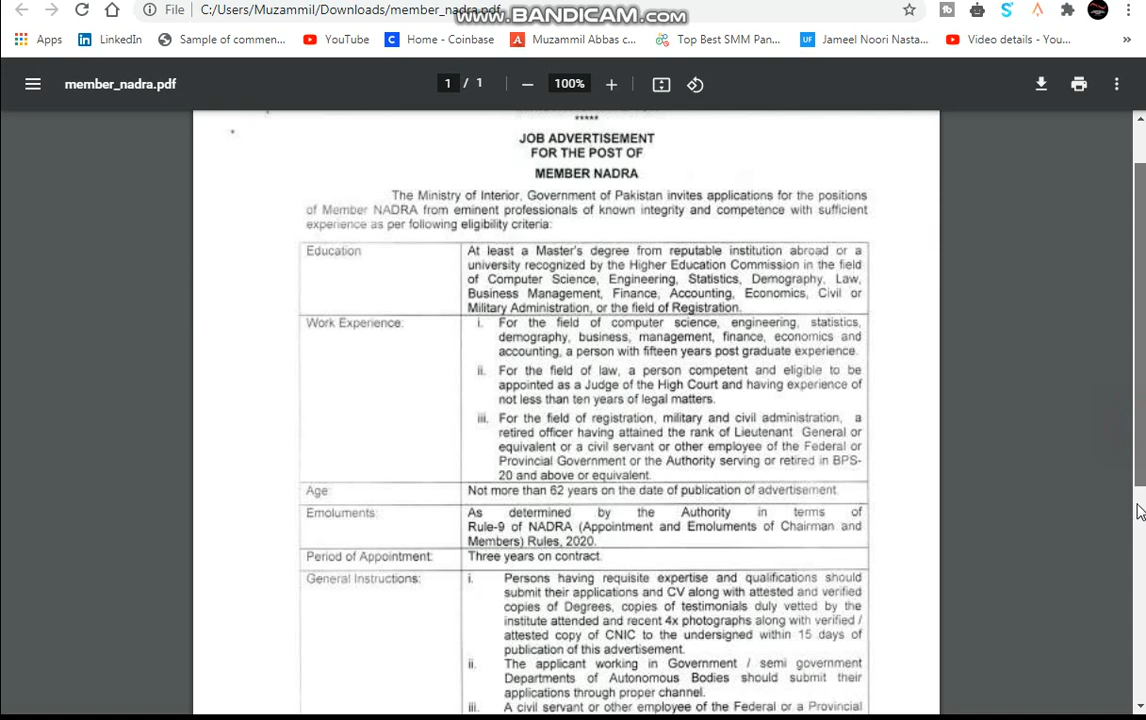 File
C:/Users/Muzammil/Downloads/member_nadra.pdf
www.BANDICAM.com
Apps
LinkedIn
Sample of commen...
YouTube
Home - Coinbase
Muzammil Abbas c...
Top Best SMM Pan...
UF
Jameel Noori Nasta...
Video details - You...
»
member_nadra.pdf
1 / 1
100%
*****
JOB ADVERTISEMENT
FOR THE POST OF
MEMBER NADRA
The Ministry of Interior, Government of Pakistan invites applications for the positions
of Member NADRA from eminent professionals of known integrity and competence with sufficient
experience as per following eligibility criteria:
Education
At least a Master's degree from reputable institution abroad or a
university recognized by the Higher Education Commission in the field
of Computer Science, Engineering, Statistics, Demography, Law,
Business Management, Finance, Accounting, Economics, Civil or
Military Administration, or the field of Registration.
Work Experience:
i. For the field of computer science, engineering, statistics,
demography, business, management, finance, economics and
accounting, a person with fifteen years post graduate experience.
ii. For the field of law, a person competent and eligible to be
appointed as a Judge of the High Court and having experience of
not less than ten years of legal matters.
iii. For the field of registration, military and civil administration, a
retired officer having attained the rank of Lieutenant General or
equivalent or a civil servant or other employee of the Federal or
Provincial Government or the Authority serving or retired in BPS-
20 and above or equivalent.
Age:
Not more than 62 years on the date of publication of advertisement
Emoluments:
As determined by the Authority in terms of
Rule-9 of NADRA (Appointment and Emoluments of Chairman and
Members) Rules, 2020.
Period of Appointment:
Three years on contract.
General Instructions:
i. Persons having requisite expertise and qualifications should
submit their applications and CV along with attested and verified
copies of Degrees, copies of testimonials duly vetted by the
institute attended and recent 4x photographs along with verified /
attested copy of CNIC to the undersigned within 15 days of
publication of this advertisement.
ii. The applicant working in Government / semi government
Departments of Autonomous Bodies should submit their
applications through proper channel.
iii. A civil servant or other employee of the Federal or a Provincial